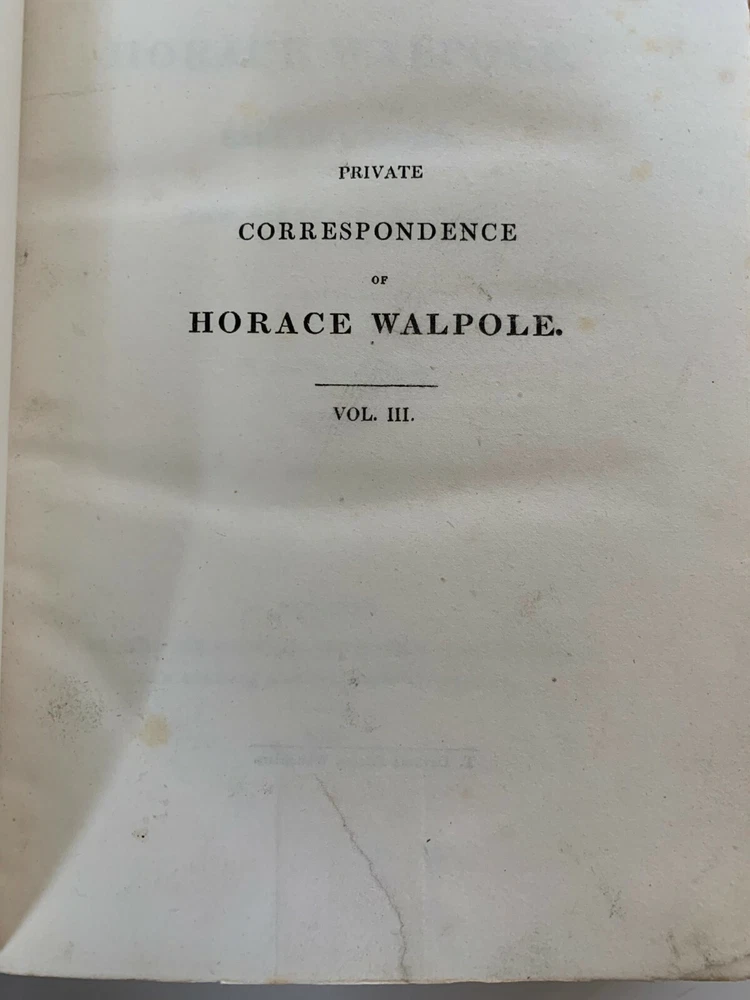 PRIVATE
CORRESPONDENCE
OF
HORACE WALPOLE.
VOL. III.